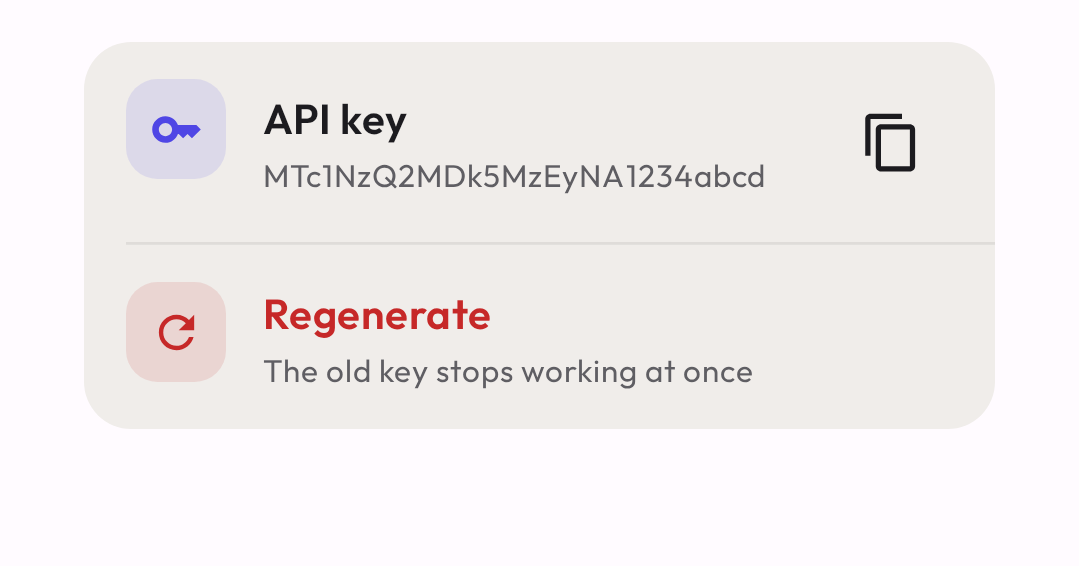 API key
MTc1NzQ2MDk5MzEyNA1234abcd
Regenerate
The old key stops working at once